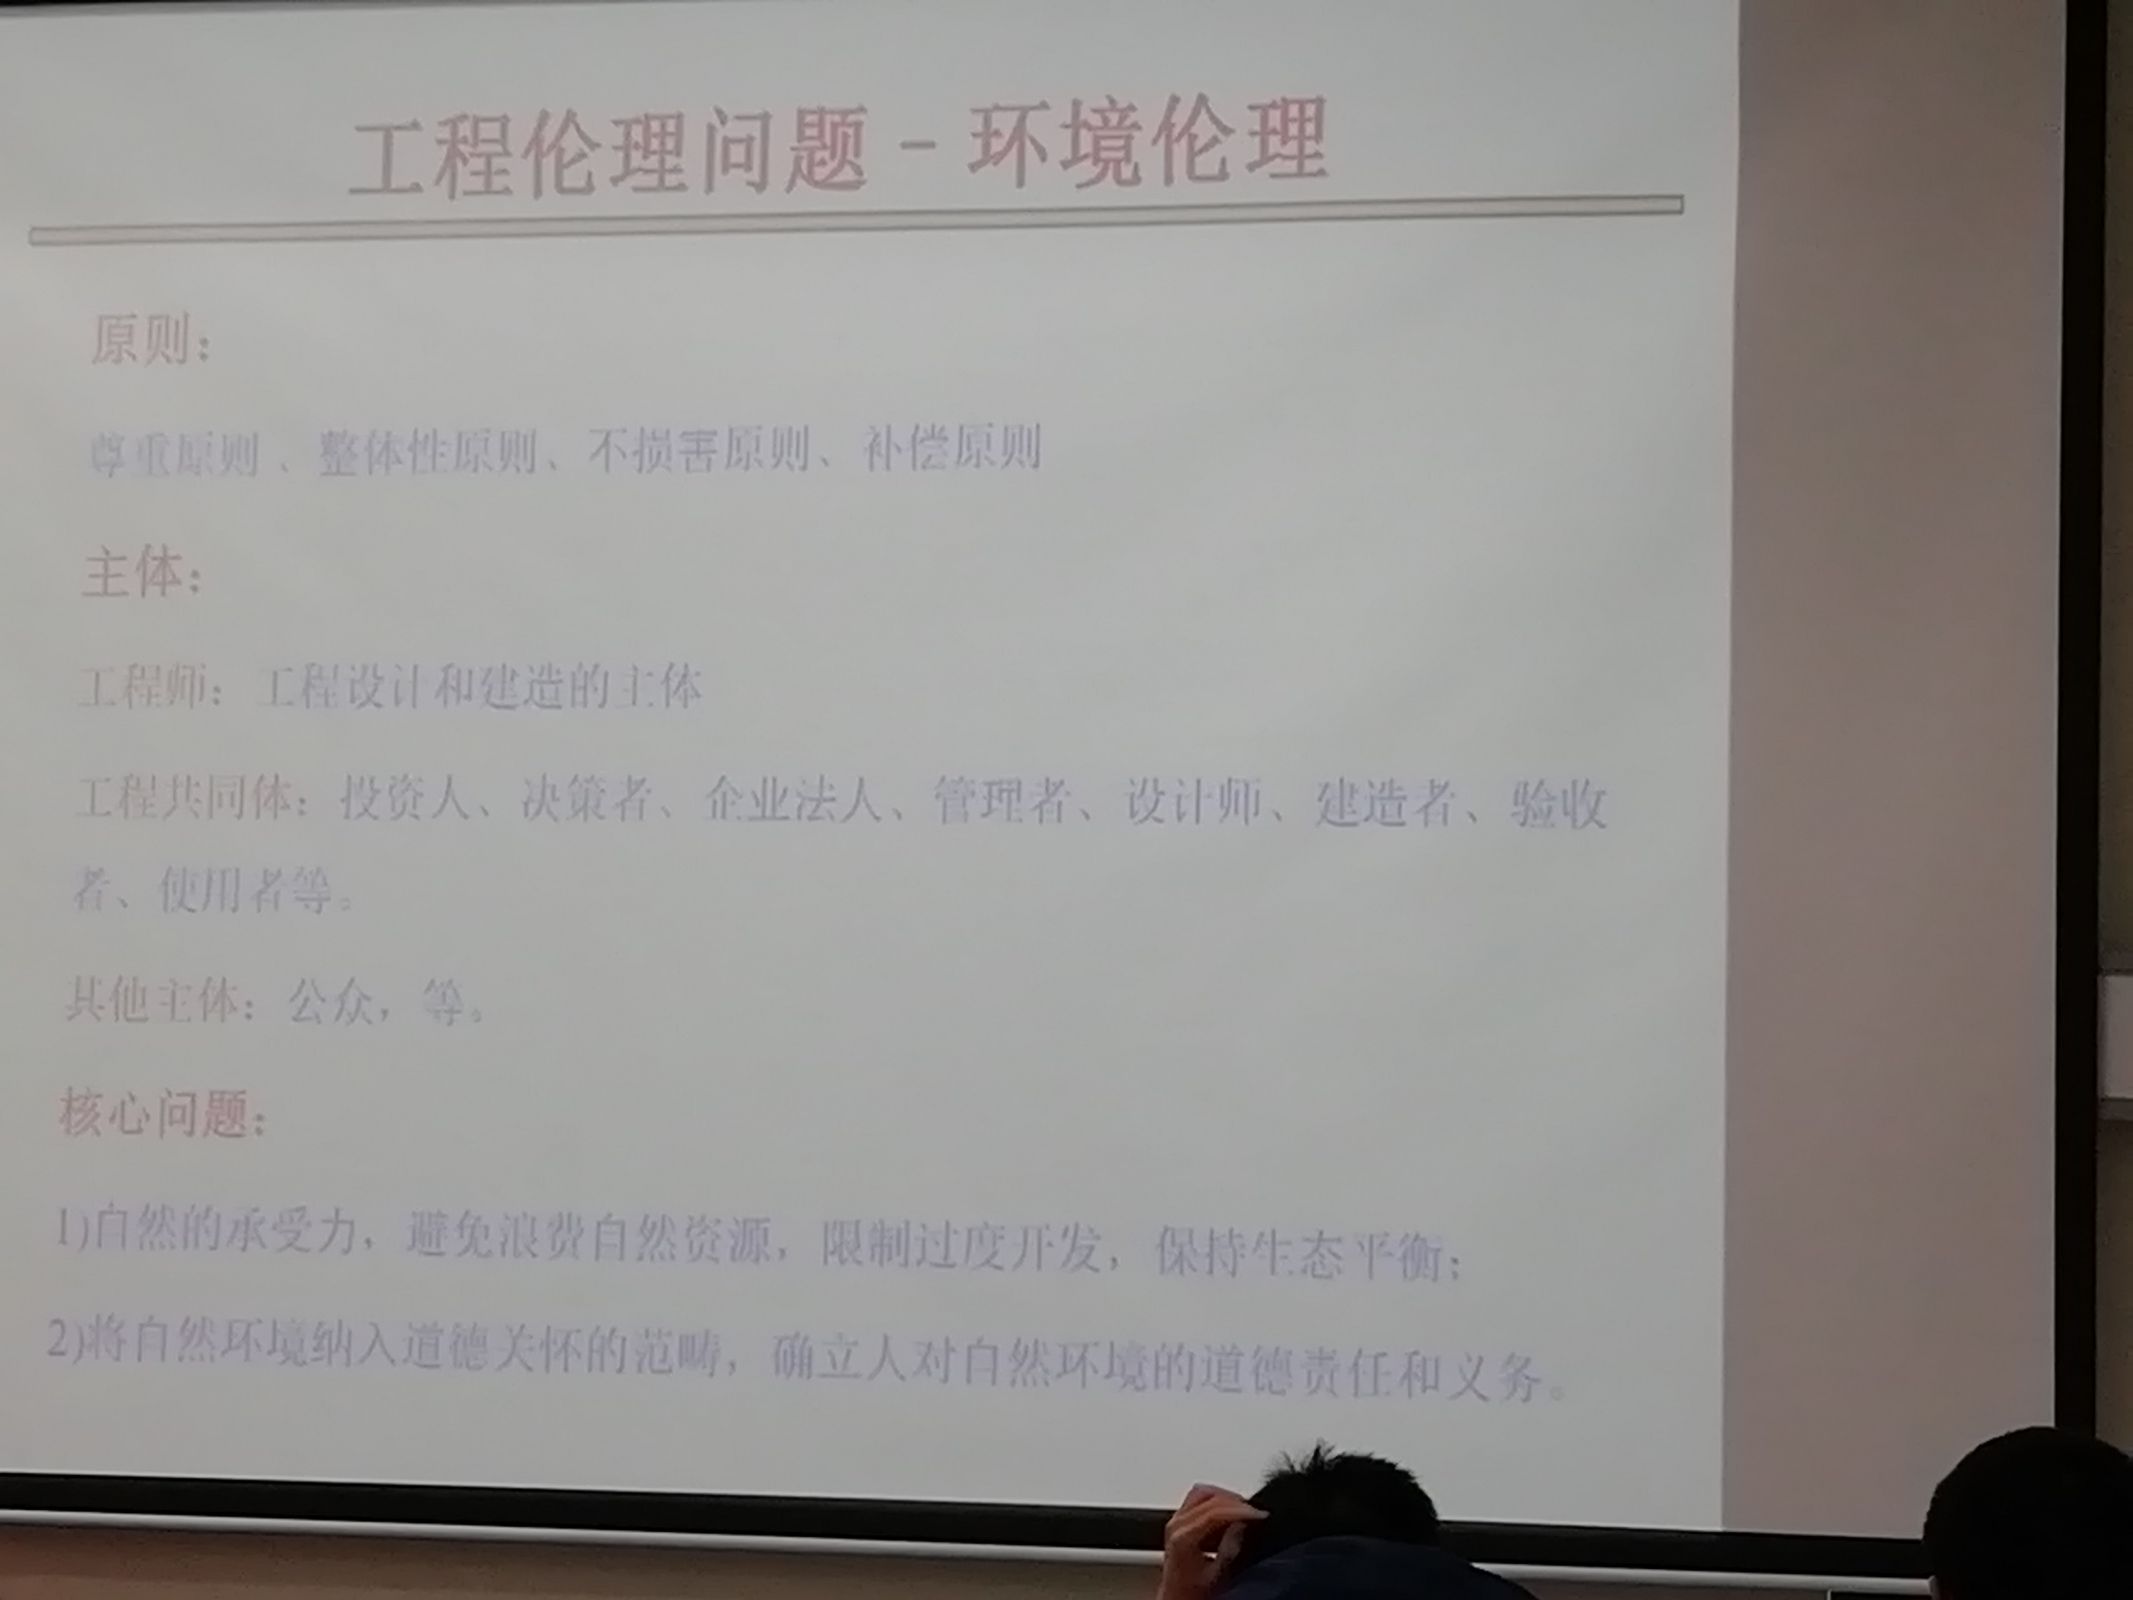 工程伦理问题-环境伦理
原则：
尊重原则、整体性原则、不损害原则、补偿原则
主体：
工程师：工程设计和建造的主体
工程共同体：投资人、决策者、企业法人、管理者、设计师、建造者、验收
者、使用者等。
其他主体：公众，等。
核心问题：
1)自然的承受力，避免浪费自然资源，限制过度开发，保持生态平衡；
2)将自然环境纳入道德关怀的范畴，确立人对自然环境的道德责任和义务。